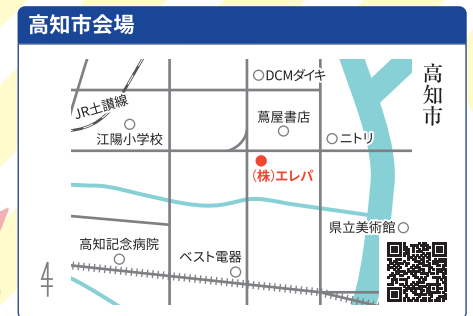 高知市会場
高知市
DCMダイキ
JR土讃線
蔦屋書店
江陽小学校
ニトリ
(株)エレパ
県立美術館
高知記念病院
ベスト電器